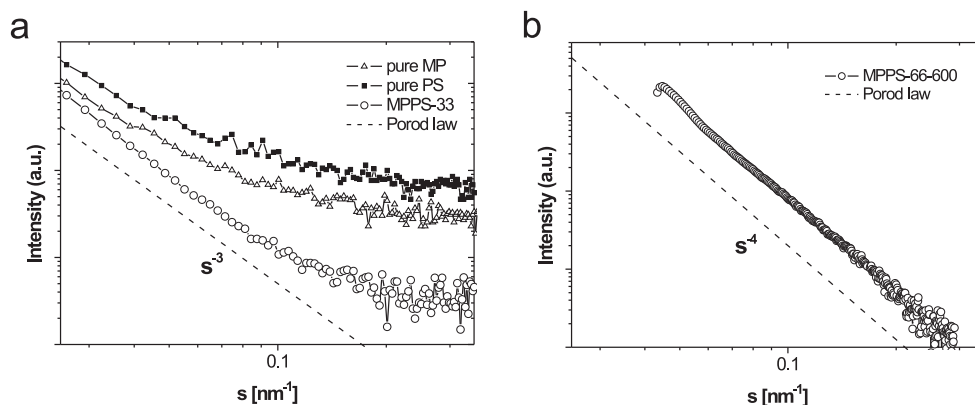 a
pure MP
pure PS
MPPS-33
Porod law
s-3
Intensity (a.u.)
0.1
s [nm-1]
b
MPPS-66-600
Porod law
s-4
Intensity (a.u.)
0.1
s [nm-1]